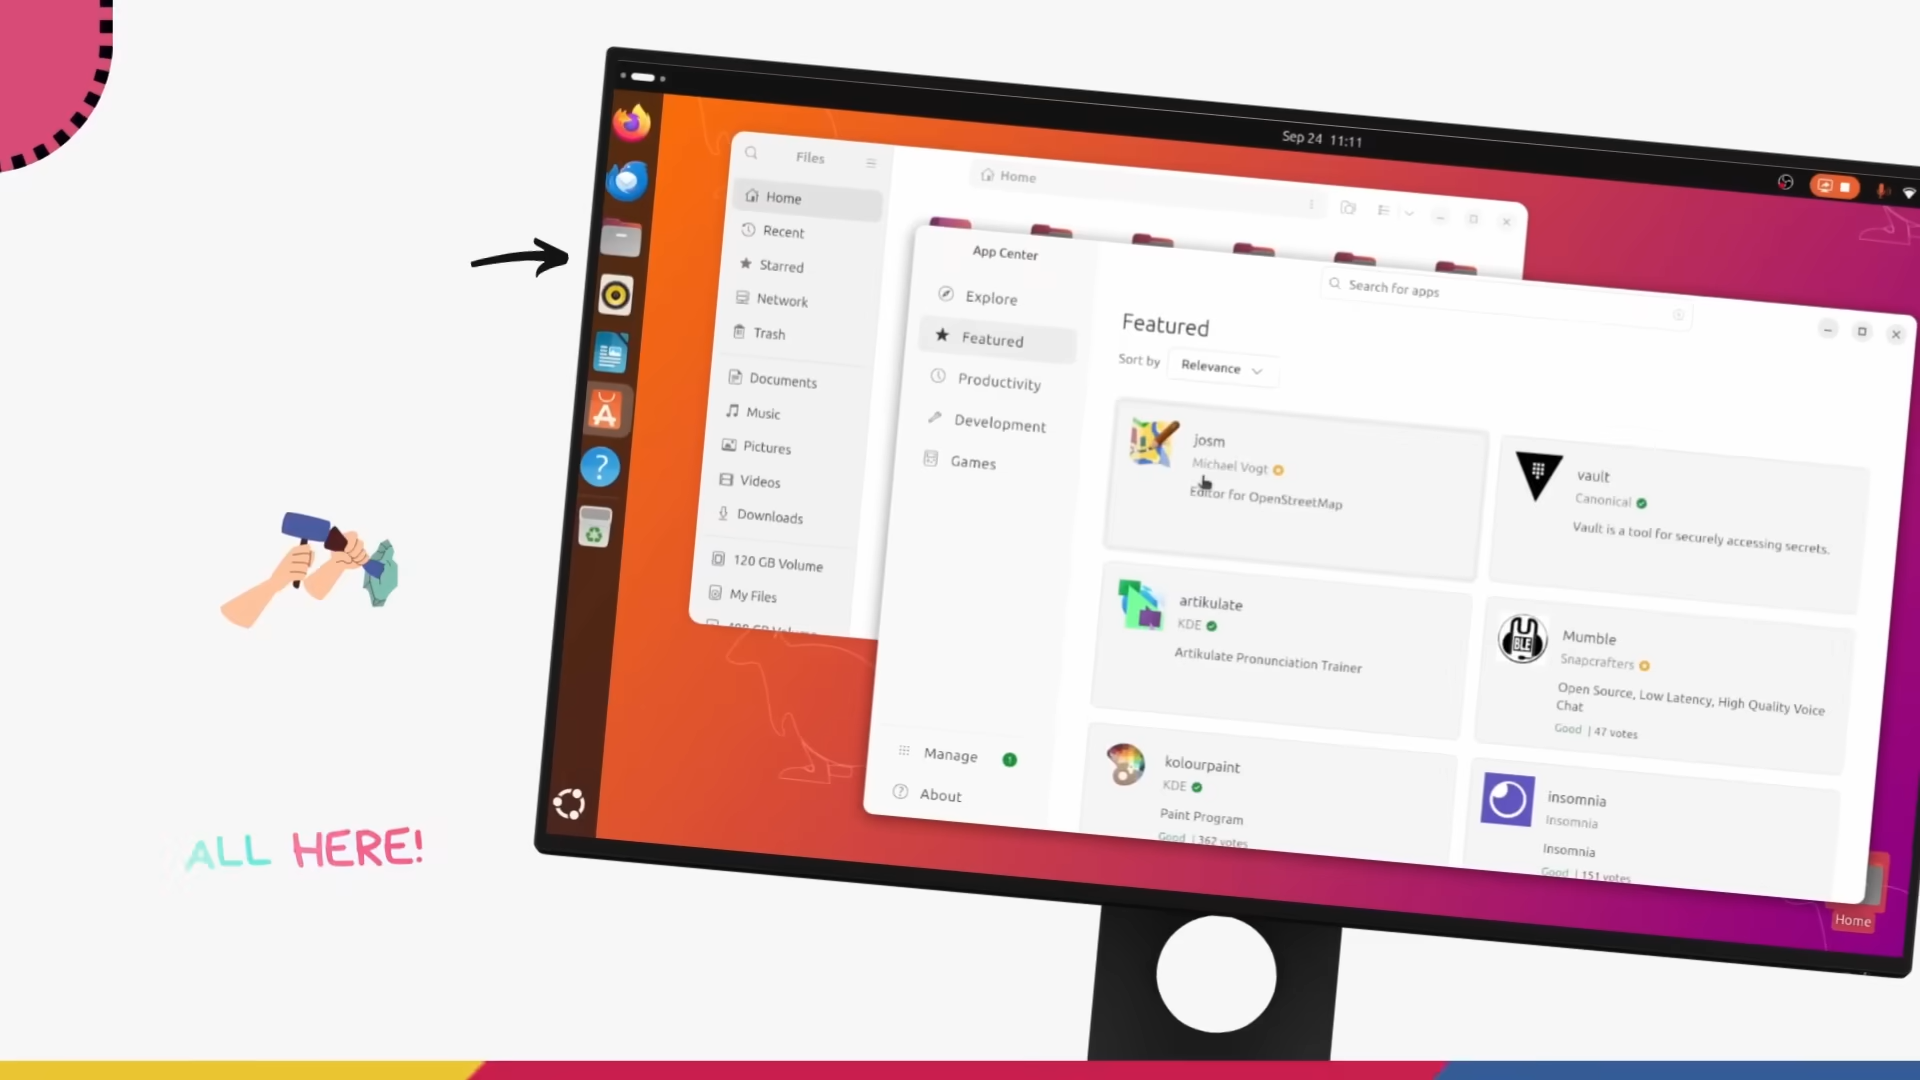 Sep 24 11:11
Files
Home
Home
Recent
Starred
Network
Trash
Documents
Music
Pictures
Videos
Downloads
120 GB Volume
My Files
App Center
Explore
Featured
Productivity
Development
Games
Manage
About
Search for apps
Featured
Sort by Relevance
josm
Michael Vogt
Editor for OpenStreetMap
vault
Canonical
Vault is a tool for securely accessing secrets.
artikulate
KDE
Artikulate Pronunciation Trainer
Mumble
Snapcrafters
Open Source, Low Latency, High Quality Voice
Chat
Good | 47 votes
kolourpaint
KDE
Paint Program
Good | 367 votes
insomnia
Insomnia
Insomnia
Good | 151 votes
Home
ALL HERE!